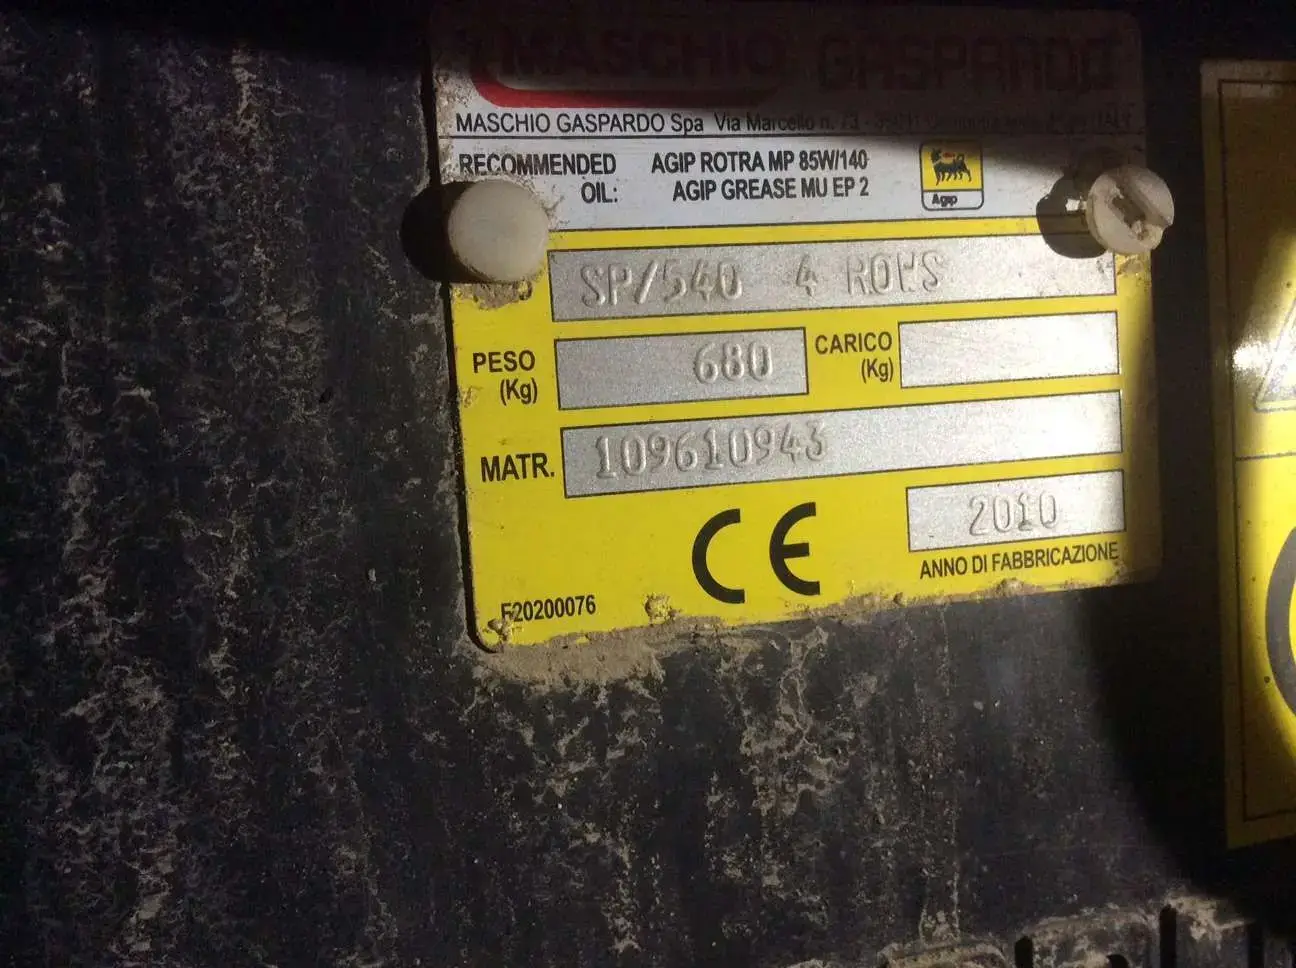 MASCHIO GASPARDO
MASCHIO GASPARDO Spa Via Marcello n. 73 -
RECOMMENDED OIL: AGIP ROTRA MP 85W/140
AGIP GREASE MU EP 2
Agip
SP/540 4 ROWS
PESO (Kg) 680 CARICO (Kg)
MATR. 109610943
CE
2010
ANNO DI FABBRICAZIONE
F20200076